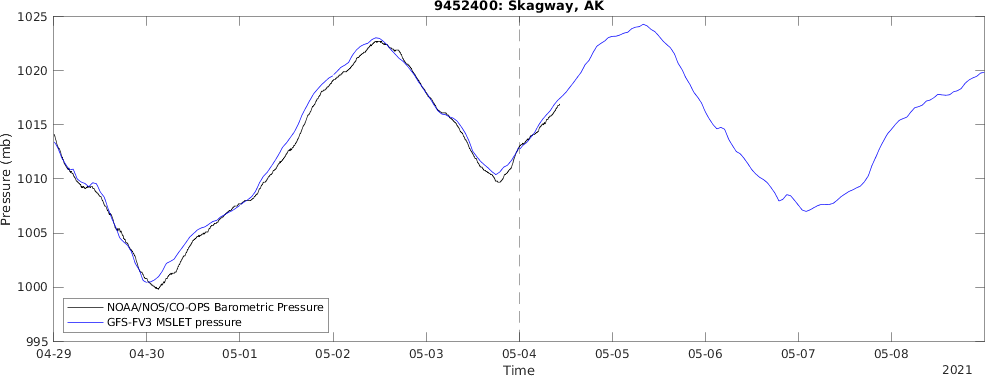 9452400: Skagway, AK
Pressure (mb)
1025
1020
1015
1010
1005
1000
995
NOAA/NOS/CO-OPS Barometric Pressure
GFS-FV3 MSLET pressure
04-29 04-30 05-01 05-02 05-03 05-04 05-05 05-06 05-07 05-08
Time
2021